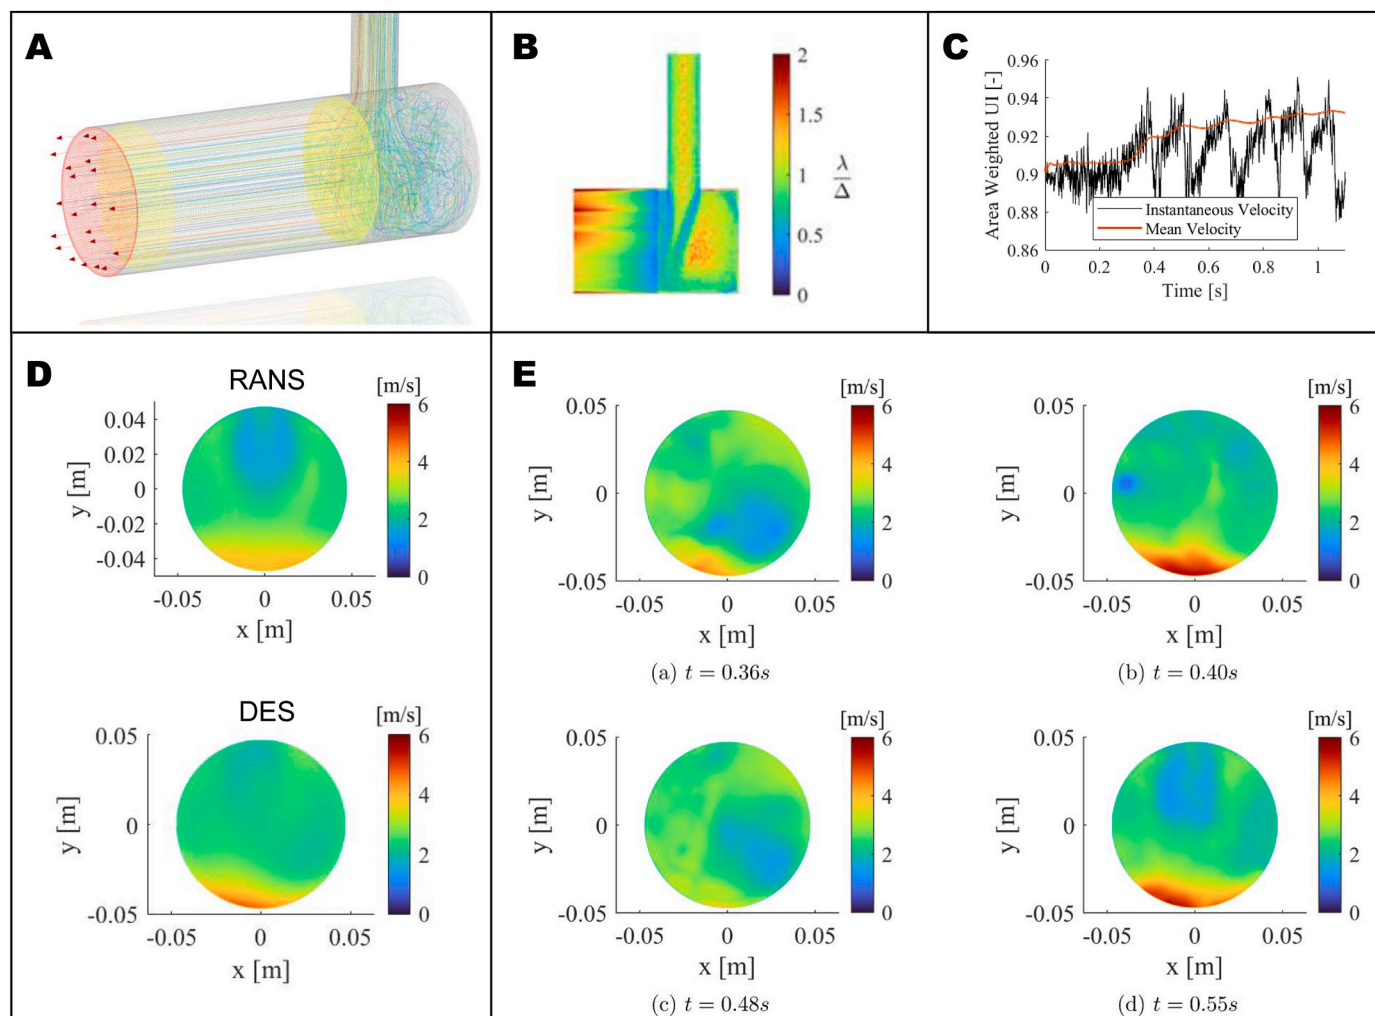 A
B
2
1.5
1
0.5
0
λ
Δ
C
0.96
0.94
0.92
0.9
0.88
0.86
Area Weighted UI [-]
Instantaneous Velocity
Mean Velocity
0 0.2 0.4 0.6 0.8 1
Time [s]
D
RANS
[m/s]
6
4
2
0
0.04
0.02
0
-0.02
-0.04
y [m]
-0.05 0 0.05
x [m]
DES
[m/s]
6
4
2
0
0.05
0
-0.05
y [m]
-0.05 0 0.05
x [m]
E
[m/s]
6
4
2
0
0.05
0
-0.05
y [m]
-0.05 0 0.05
x [m]
(a) t = 0.36s
[m/s]
6
4
2
0
0.05
0
-0.05
y [m]
-0.05 0 0.05
x [m]
(b) t = 0.40s
[m/s]
6
4
2
0
0.05
0
-0.05
y [m]
-0.05 0 0.05
x [m]
(c) t = 0.48s
[m/s]
6
4
2
0
0.05
0
-0.05
y [m]
-0.05 0 0.05
x [m]
(d) t = 0.55s